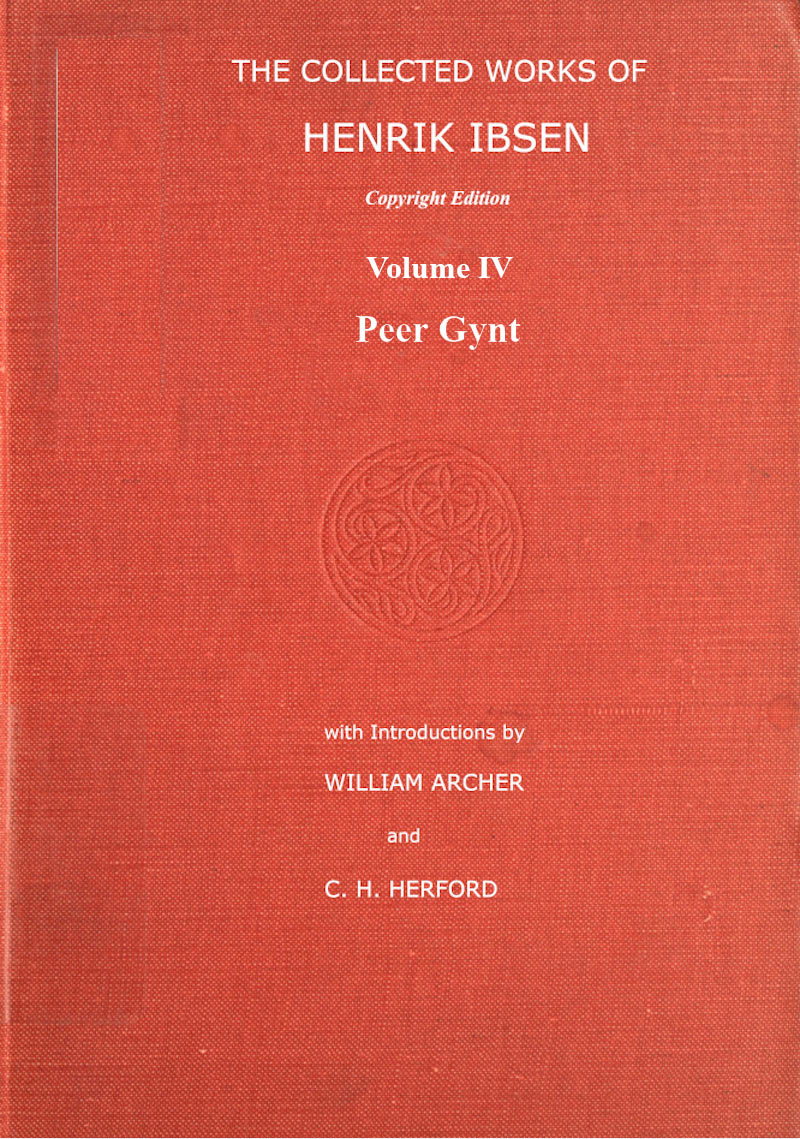 THE COLLECTED WORKS OF
HENRIK IBSEN
Copyright Edition
Volume IV
Peer Gynt
with Introductions by
WILLIAM ARCHER
and
C. H. HERFORD